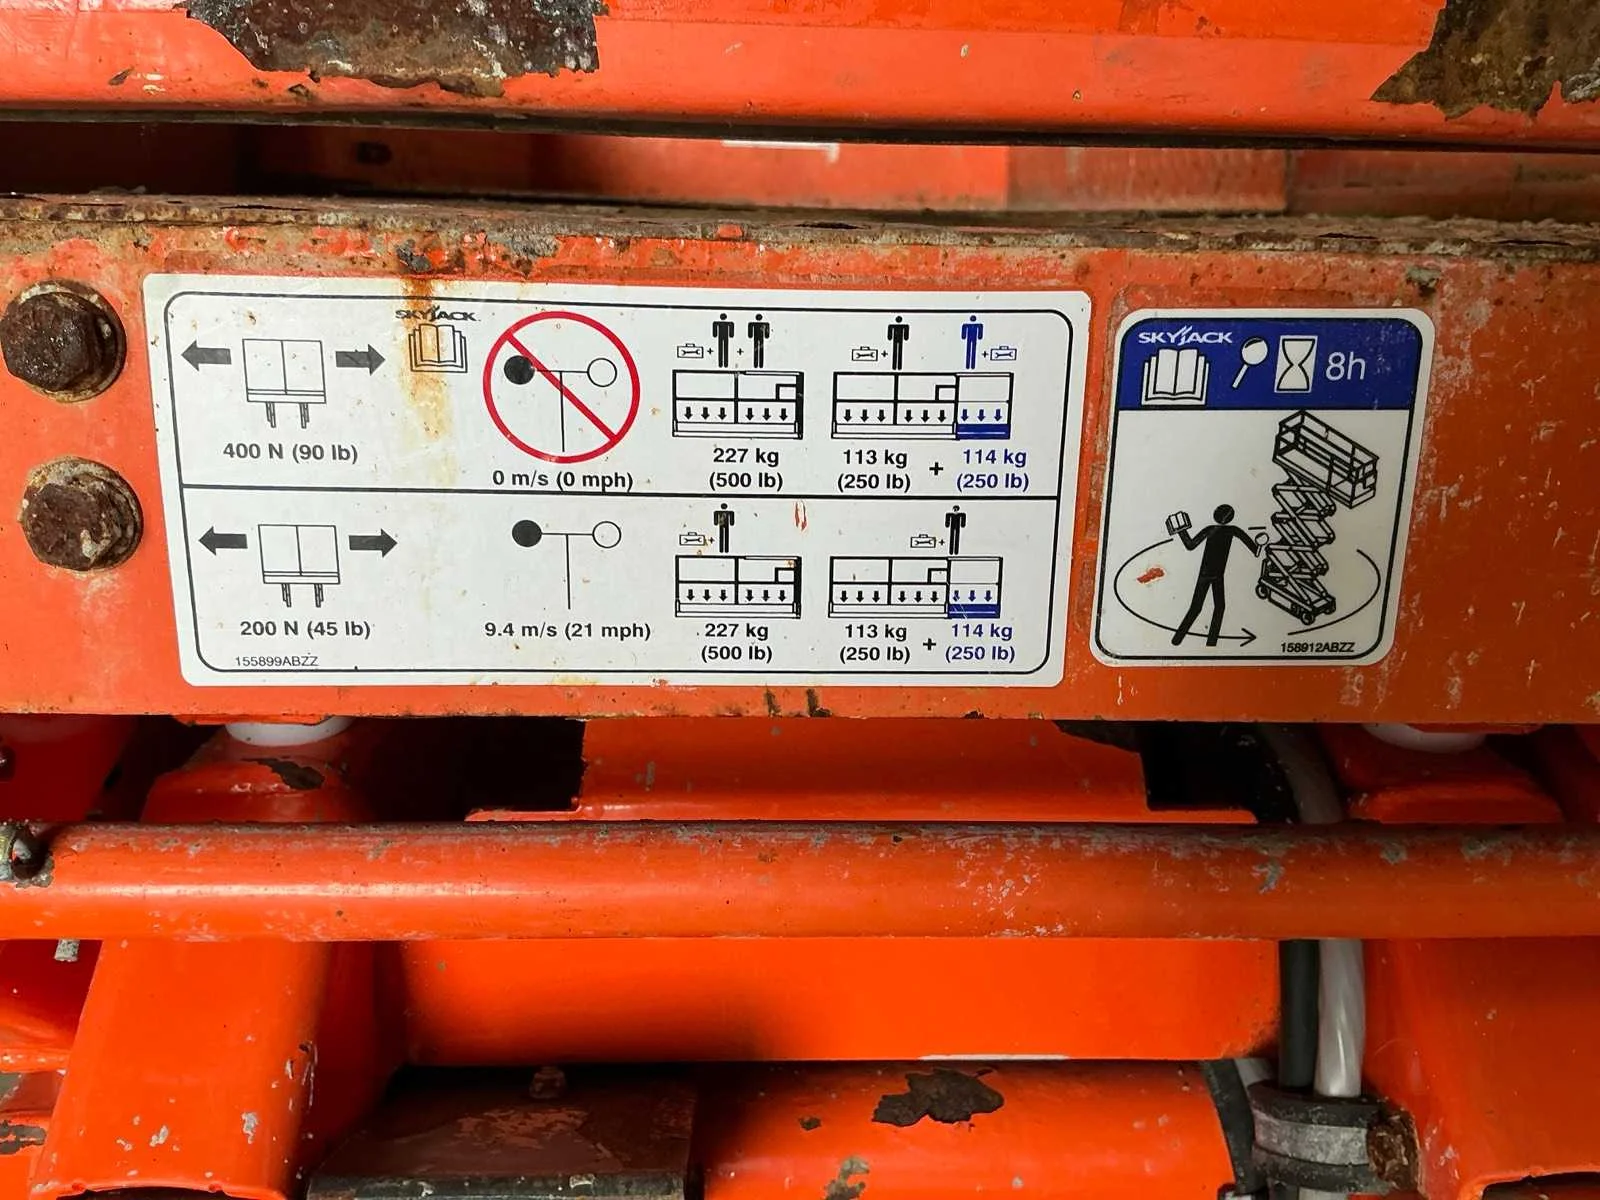 SKYJACK
400 N (90 lb)
0 m/s (0 mph)
227 kg
(500 lb)
113 kg
(250 lb)
+
114 kg
(250 lb)
200 N (45 lb)
9.4 m/s (21 mph)
227 kg
(500 lb)
113 kg
(250 lb)
+
114 kg
(250 lb)
155899ABZZ
SKYJACK
8h
158912ABZZ